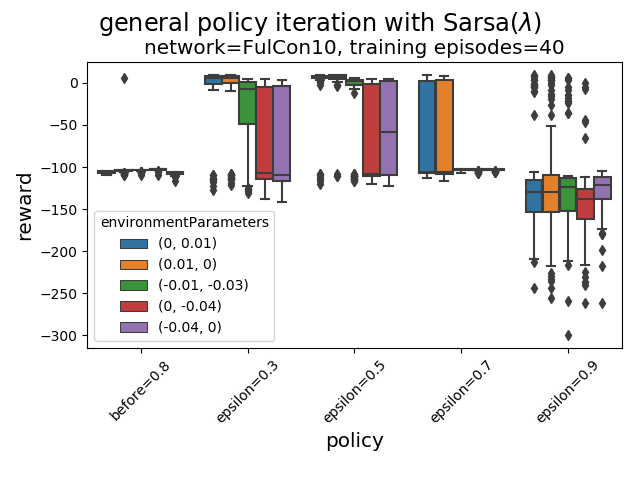 general policy iteration with Sarsa(λ)
network=FulCon10, training episodes=40
reward
0
−50
−100
−150
−200
−250
−300
environmentParameters
(0, 0.01)
(0.01, 0)
(-0.01, -0.03)
(0, -0.04)
(-0.04, 0)
before=0.8
epsilon=0.3
epsilon=0.5
epsilon=0.7
epsilon=0.9
policy